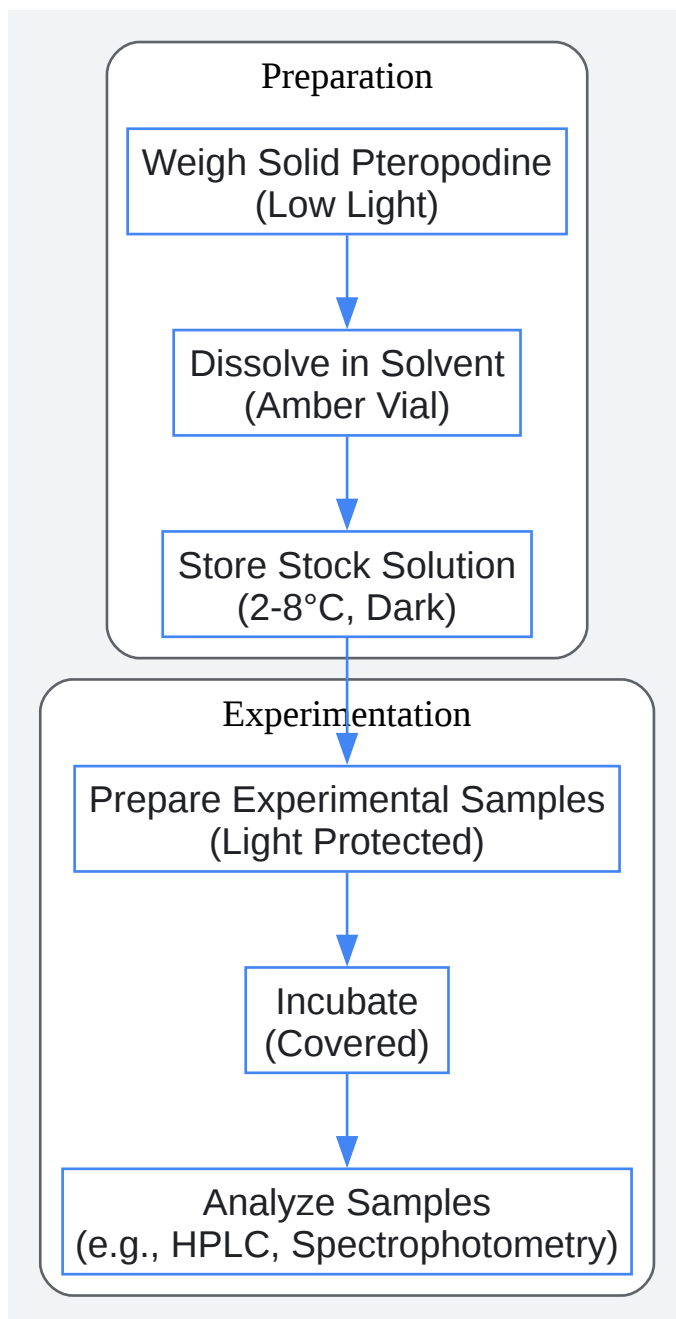 Preparation
Weigh Solid Pteropodine
(Low Light)
Dissolve in Solvent
(Amber Vial)
Store Stock Solution
(2-8°C, Dark)
Experimentation
Prepare Experimental Samples
(Light Protected)
Incubate
(Covered)
Analyze Samples
(e.g., HPLC, Spectrophotometry)